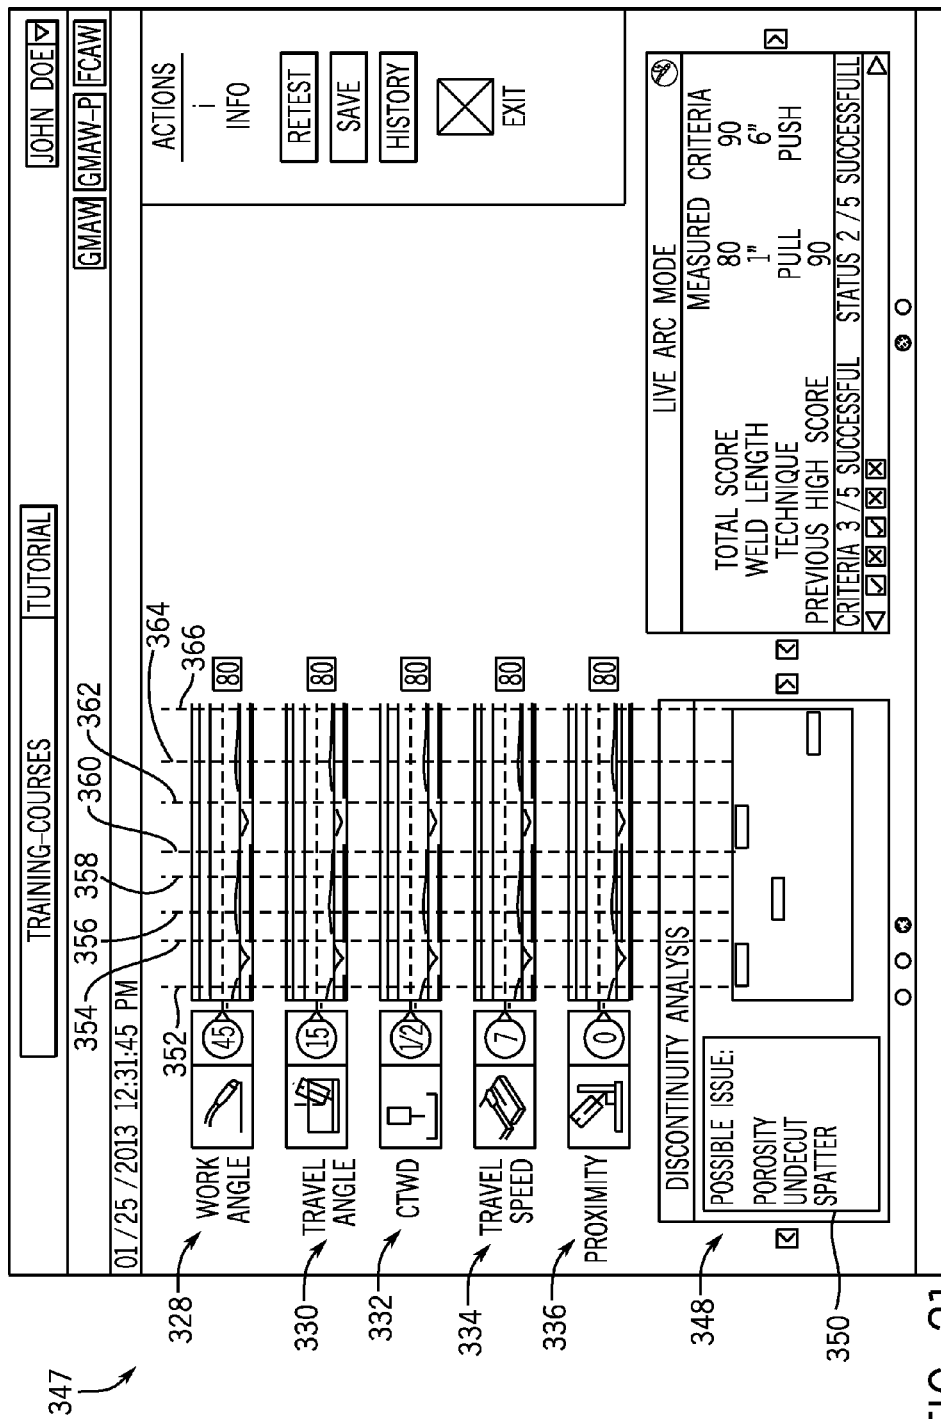 347
TRAINING-COURSES
TUTORIAL
JOHN DOE
GMAW GMAW-P FCAW
01/25/2013 12:31:45 PM
352 354 356 358 360 362 364 366
ACTIONS
i
INFO
RETEST
SAVE
HISTORY
EXIT
328
WORK
ANGLE
45
80
330
TRAVEL
ANGLE
15
80
332
CTWD
1/2
80
334
TRAVEL
SPEED
7
80
336
PROXIMITY
0
80
348
DISCONTINUITY ANALYSIS
350
POSSIBLE ISSUE:
POROSITY
UNDECUT
SPATTER
LIVE ARC MODE
MEASURED CRITERIA
TOTAL SCORE 80 90
WELD LENGTH 1" 6"
TECHNIQUE PULL PUSH
PREVIOUS HIGH SCORE 90
CRITERIA 3 /5 SUCCESSFUL STATUS 2 /5 SUCCESSFULL